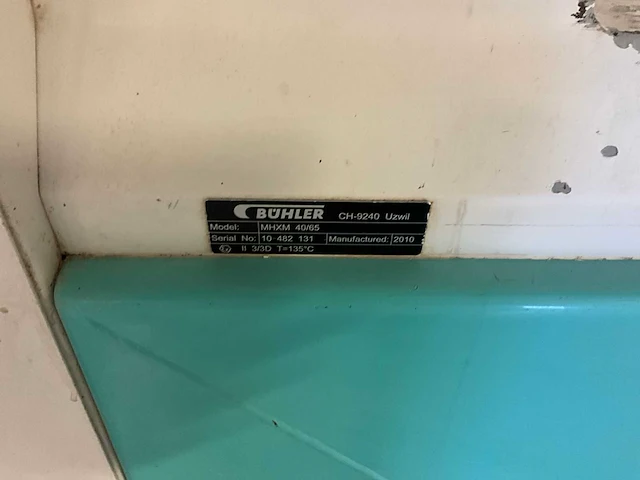 BÜHLER CH-9240 Uzwil
Model: MHXM 40/65
Serial No: 10 482 131 Manufactured: 2010
II 3/3D T=135°C